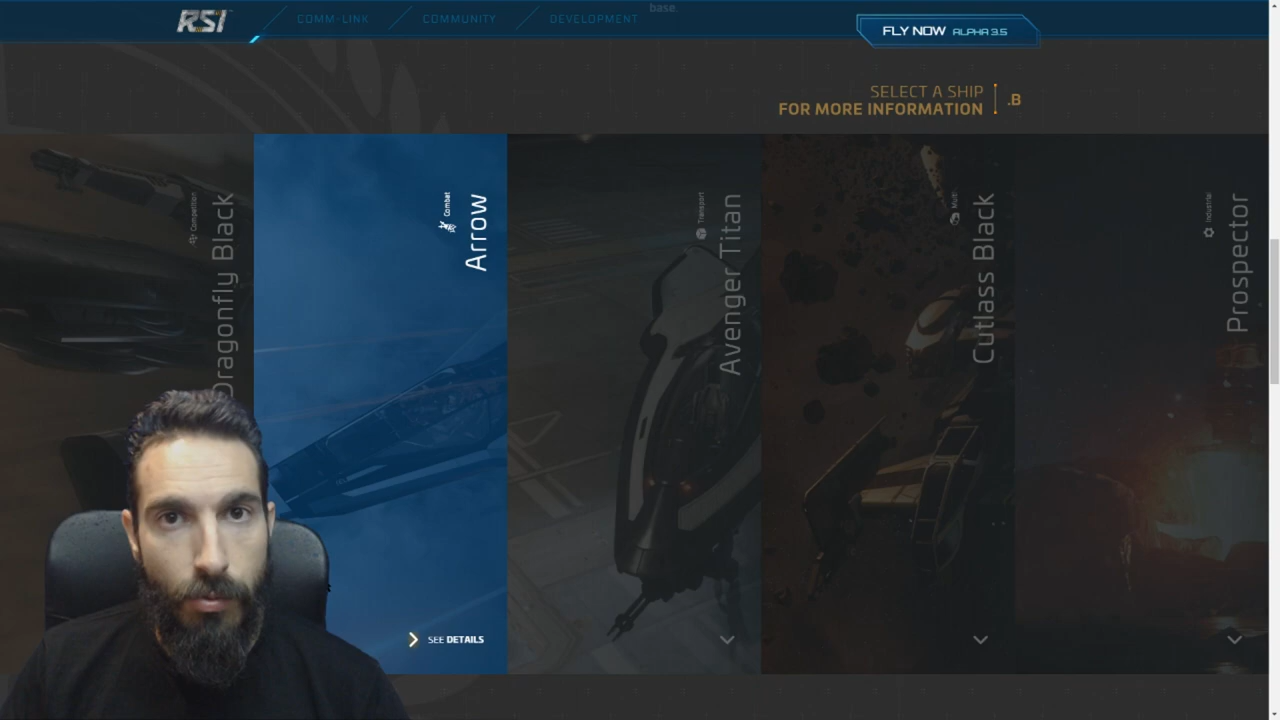 base.
RSI
COMM-LINK
COMMUNITY
DEVELOPMENT
FLY NOW ALPHA 3.5
SELECT A SHIP
FOR MORE INFORMATION
.B
Competition
Dragonfly Black
Combat
Arrow
Transport
Avenger Titan
Multi
Cutlass Black
Industrial
Prospector
SEE DETAILS